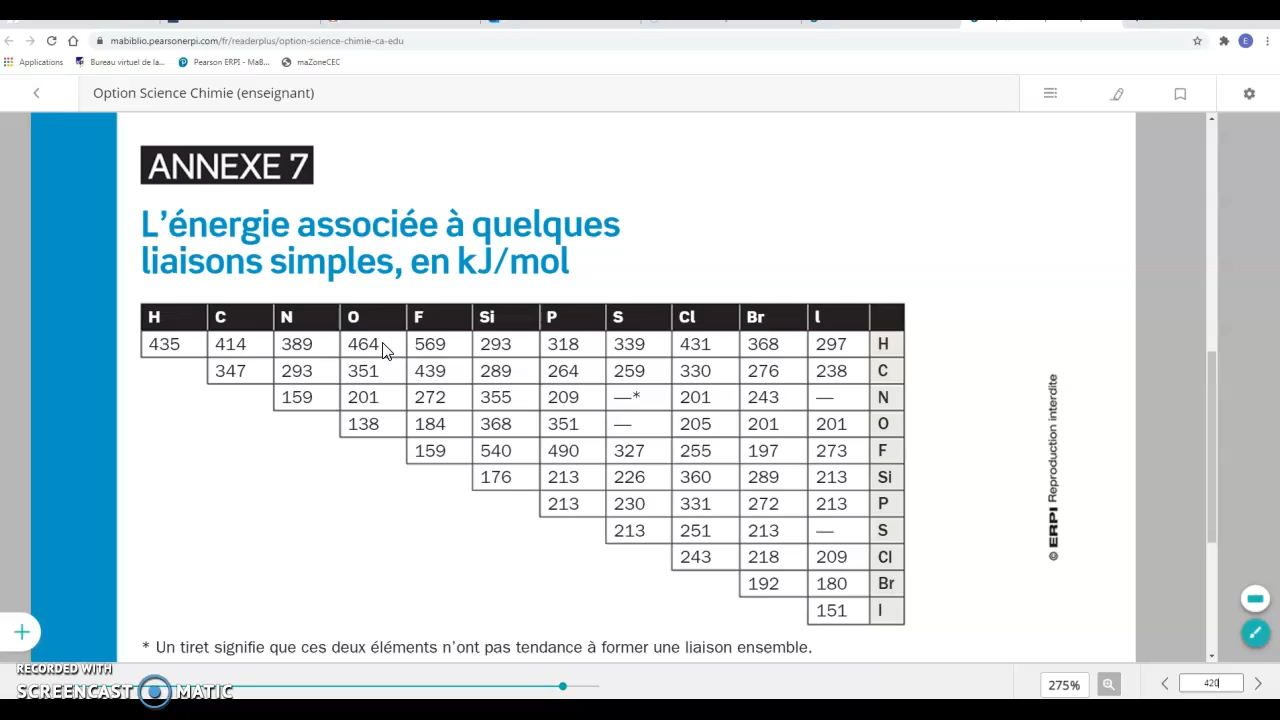 mabiblio.pearsonerpi.com/fr/readerplus/option-science-chimie-ca-edu
E
Applications Bureau virtuel de la... Pearson ERPI - MaB... maZoneCEC
Option Science Chimie (enseignant)
ANNEXE 7
L'énergie associée à quelques
liaisons simples, en kJ/mol
H C N O F Si P S Cl Br l
435 414 389 464 569 293 318 339 431 368 297 H
347 293 351 439 289 264 259 330 276 238 C
159 201 272 355 209 —* 201 243 — N
138 184 368 351 — 205 201 201 O
159 540 490 327 255 197 273 F
176 213 226 360 289 213 Si
213 230 331 272 213 P
213 251 213 — S
243 218 209 Cl
192 180 Br
151 I
* Un tiret signifie que ces deux éléments n'ont pas tendance à former une liaison ensemble.
© ERPI Reproduction interdite
RECORDED WITH
SCREENCAST MATIC
275%
420